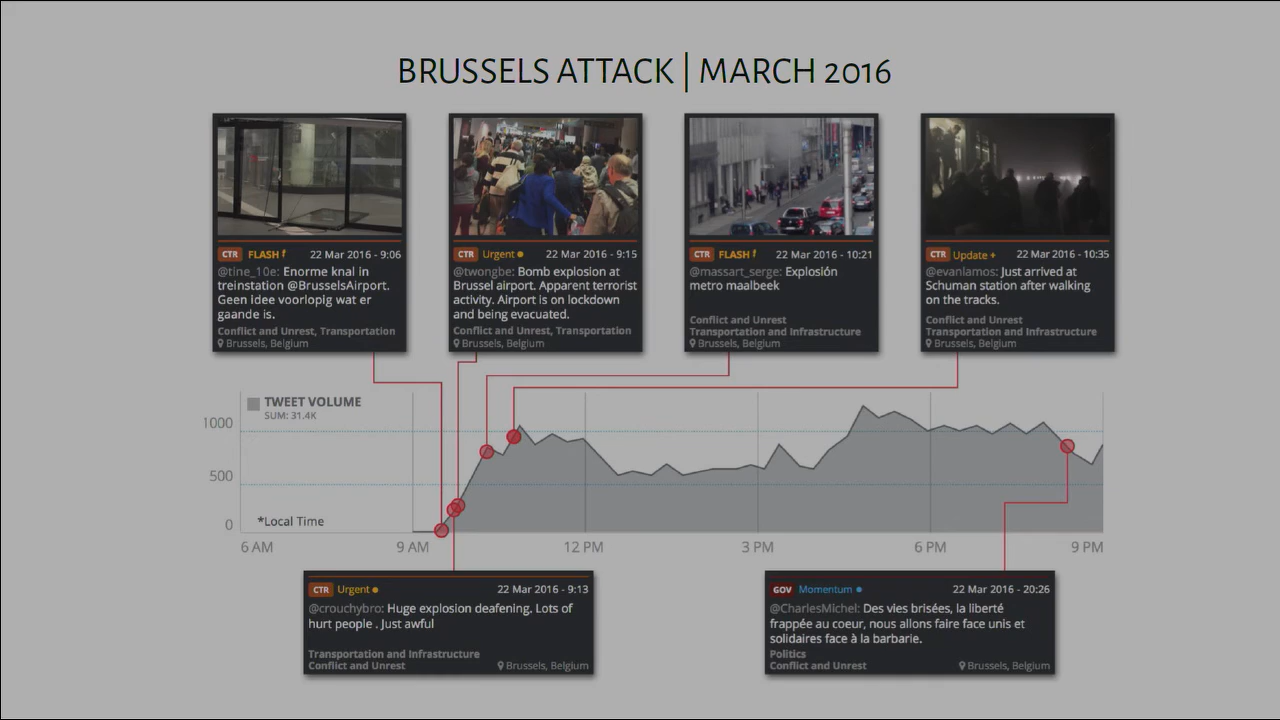 BRUSSELS ATTACK | MARCH 2016
CTR FLASH 22 Mar 2016 - 9:06
@tine_10e: Enorme knal in
treinstation @BrusselsAirport.
Geen idee voorlopig wat er
gaande is.
Conflict and Unrest, Transportation
Brussels, Belgium
CTR Urgent 22 Mar 2016 - 9:15
@twongbe: Bomb explosion at
Brussel airport. Apparent terrorist
activity. Airport is on lockdown
and being evacuated.
Conflict and Unrest, Transportation
Brussels, Belgium
CTR FLASH 22 Mar 2016 - 10:21
@massart_serge: Explosión
metro maalbeek
Conflict and Unrest
Transportation and Infrastructure
Brussels, Belgium
CTR Update + 22 Mar 2016 - 10:35
@evanlamos: Just arrived at
Schuman station after walking
on the tracks.
Conflict and Unrest
Transportation and Infrastructure
Brussels, Belgium
TWEET VOLUME
SUM: 31.4K
1000
500
0
*Local Time
6 AM 9 AM 12 PM 3 PM 6 PM 9 PM
CTR Urgent 22 Mar 2016 - 9:13
@crouchybro: Huge explosion deafening. Lots of
hurt people . Just awful
Transportation and Infrastructure
Conflict and Unrest Brussels, Belgium
GOV Momentum 22 Mar 2016 - 20:26
@CharlesMichel: Des vies brisées, la liberté
frappée au coeur, nous allons faire face unis et
solidaires face à la barbarie.
Politics
Conflict and Unrest Brussels, Belgium